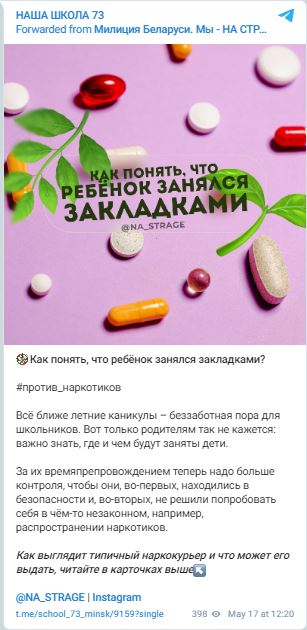 НАША ШКОЛА 73
Forwarded from Милиция Беларуси. Мы - НА СТР...
КАК ПОНЯТЬ, ЧТО
РЕБЁНОК ЗАНЯЛСЯ
ЗАКЛАДКАМИ
@NA_STRAGE
Как понять, что ребёнок занялся закладками?
#против_наркотиков
Всё ближе летние каникулы – беззаботная пора для
школьников. Вот только родителям так не кажется:
важно знать, где и чем будут заняты дети.
За их времяпрепровождением теперь надо больше
контроля, чтобы они, во-первых, находились в
безопасности и, во-вторых, не решили попробовать
себя в чём-то незаконном, например,
распространении наркотиков.
Как выглядит типичный наркокурьер и что может его
выдать, читайте в карточках выше
@NA_STRAGE | Instagram
t.me/school_73_minsk/9159?single 398 May 17 at 12:20